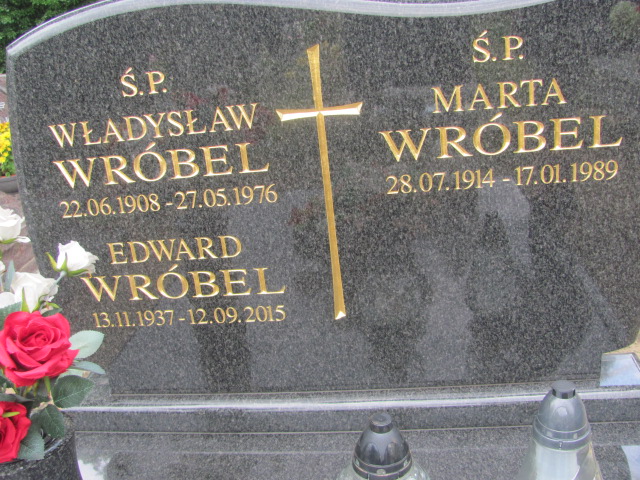 Ś.P.
WŁADYSŁAW
WRÓBEL
22.06.1908 - 27.05.1976
EDWARD
WRÓBEL
13.11.1937 - 12.09.2015
Ś.P.
MARTA
WRÓBEL
28.07.1914 - 17.01.1989